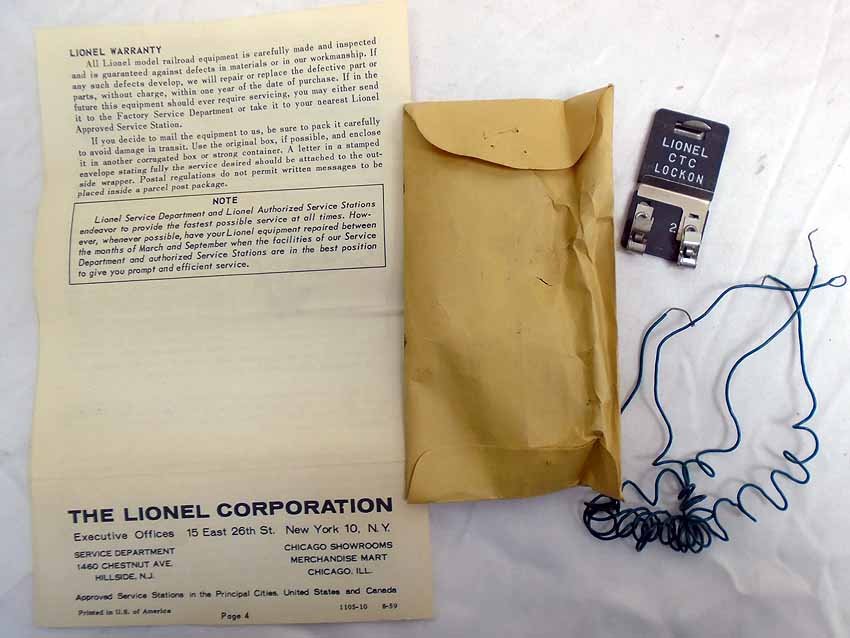 LIONEL WARRANTY
All Lionel model railroad equipment is carefully made and inspected
and is guaranteed against defects in materials or in our workmanship. If
any such defects develop, we will repair or replace the defective part or
parts, without charge, within one year of the date of purchase. If in the
future this equipment should ever require servicing, you may either send
it to the Factory Service Department or take it to your nearest Lionel
Approved Service Station.
If you decide to mail the equipment to us, be sure to pack it carefully
to avoid damage in transit. Use the original box, if possible, and enclose
it in another corrugated box or strong container. A letter in a stamped
envelope stating fully the service desired should be attached to the out-
side wrapper. Postal regulations do not permit written messages to be
placed inside a parcel post package.
NOTE
Lionel Service Department and Lionel Authorized Service Stations
endeavor to provide the fastest possible service at all times. How-
ever, whenever possible, have your Lionel equipment repaired between
the months of March and September when the facilities of our Service
Department and authorized Service Stations are in the best position
to give you prompt and efficient service.
THE LIONEL CORPORATION
Executive Offices 15 East 26th St. New York 10, N.Y.
SERVICE DEPARTMENT
1460 CHESTNUT AVE.
HILLSIDE, N.J.
CHICAGO SHOWROOMS
MERCHANDISE MART
CHICAGO, ILL.
Approved Service Stations in the Principal Cities, United States and Canada
Printed in U.S. of America
Page 4
1105-10 6-59
LIONEL
CTC
LOCKON
2